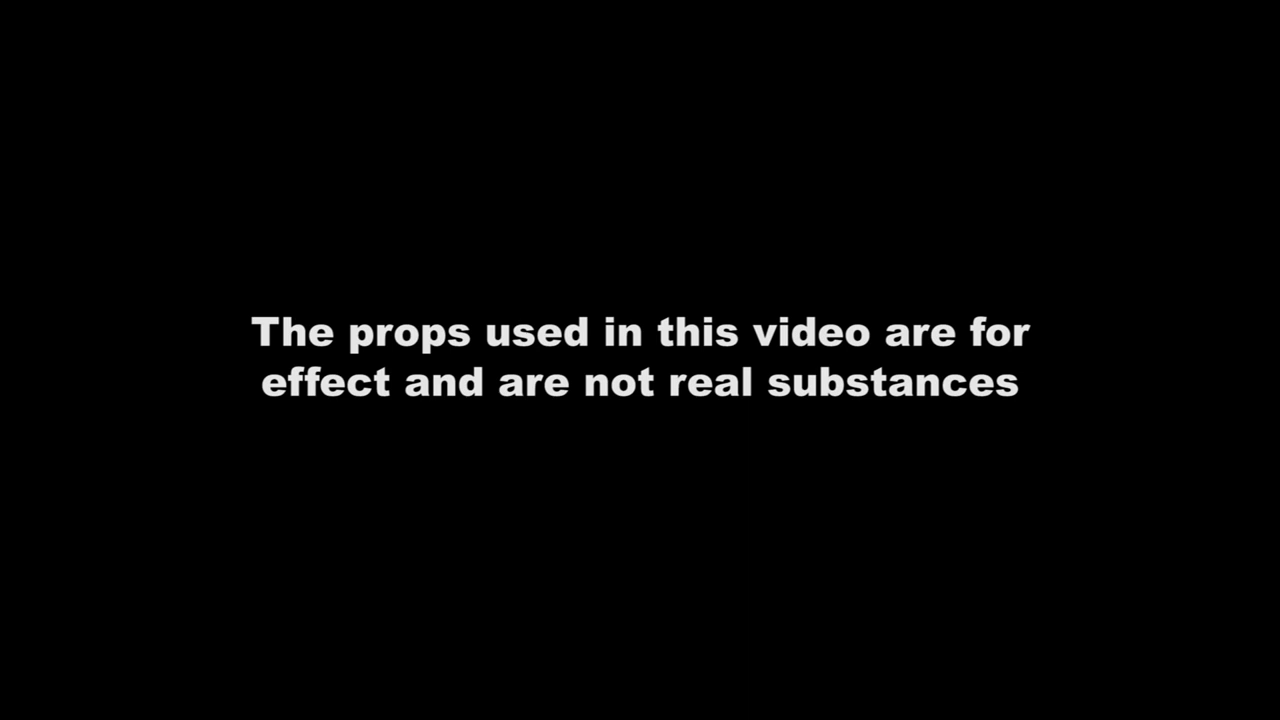 The props used in this video are for
effect and are not real substances